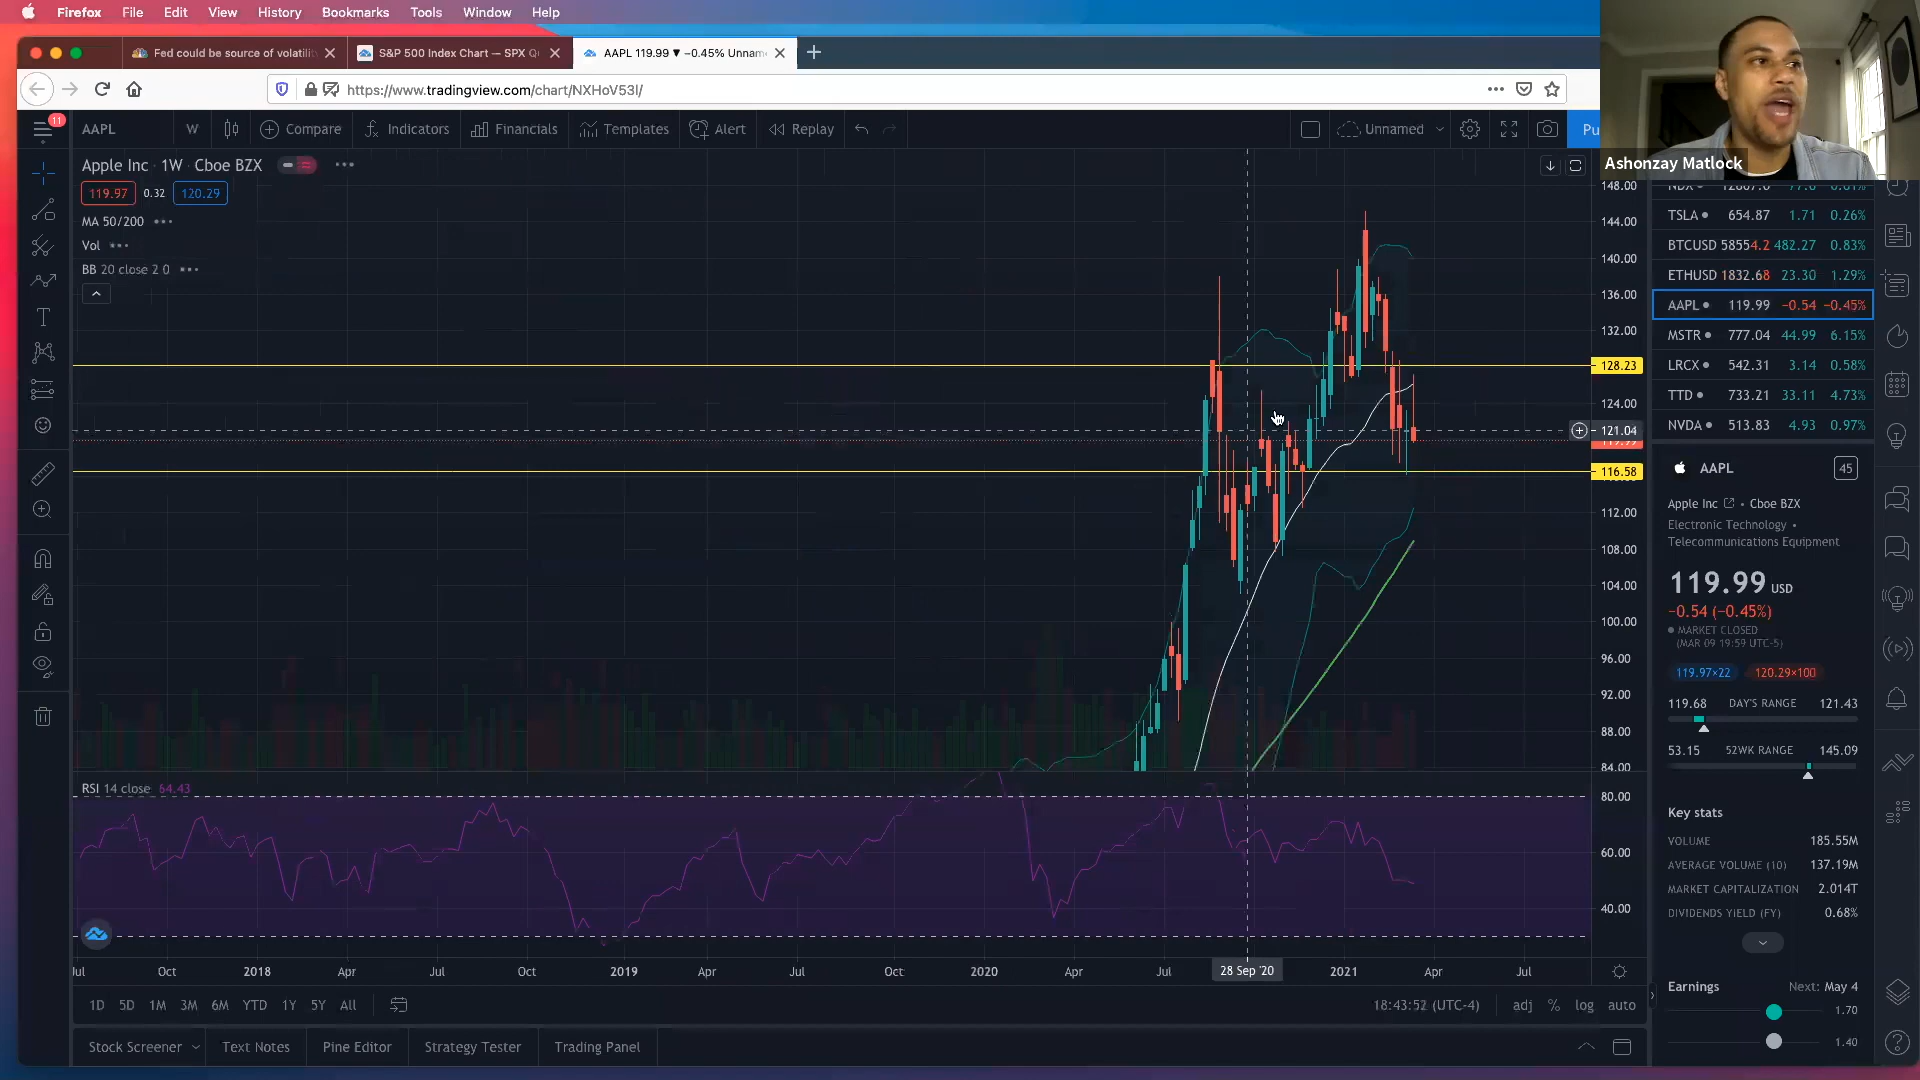 Firefox File Edit View History Bookmarks Tools Window Help
Fed could be source of volatilit
S&P 500 Index Chart — SPX Q
AAPL 119.99 ▼ −0.45% Unnam
https://www.tradingview.com/chart/NXHoV53l/
11
AAPL W Compare Indicators Financials Templates Alert Replay Unnamed Pu
Ashonzay Matlock
Apple Inc · 1W · Cboe BZX
119.97 0.32 120.29
MA 50/200
Vol
BB 20 close 2 0
148.00
144.00
140.00
136.00
132.00
128.23
124.00
121.04
116.58
112.00
108.00
104.00
100.00
96.00
92.00
88.00
84.00
RSI 14 close 64.43
80.00
60.00
40.00
Oct 2018 Apr Jul Oct 2019 Apr Jul Oct 2020 Apr Jul 28 Sep '20 2021 Apr Jul
1D 5D 1M 3M 6M YTD 1Y 5Y All
18:43:52 (UTC-4) adj % log auto
Stock Screener Text Notes Pine Editor Strategy Tester Trading Panel
TSLA 654.87 1.71 0.26%
BTCUSD 58554.2 482.27 0.83%
ETHUSD 1832.68 23.30 1.29%
AAPL 119.99 −0.54 −0.45%
MSTR 777.04 44.99 6.15%
LRCX 542.31 3.14 0.58%
TTD 733.21 33.11 4.73%
NVDA 513.83 4.93 0.97%
AAPL 45
Apple Inc • Cboe BZX
Electronic Technology •
Telecommunications Equipment
119.99 USD
−0.54 (−0.45%)
MARKET CLOSED
(MAR 09 19:59 UTC-5)
119.97×22 120.29×100
119.68 DAY'S RANGE 121.43
53.15 52WK RANGE 145.09
Key stats
VOLUME 185.55M
AVERAGE VOLUME (10) 137.19M
MARKET CAPITALIZATION 2.014T
DIVIDENDS YIELD (FY) 0.68%
Earnings Next: May 4
1.70
1.40